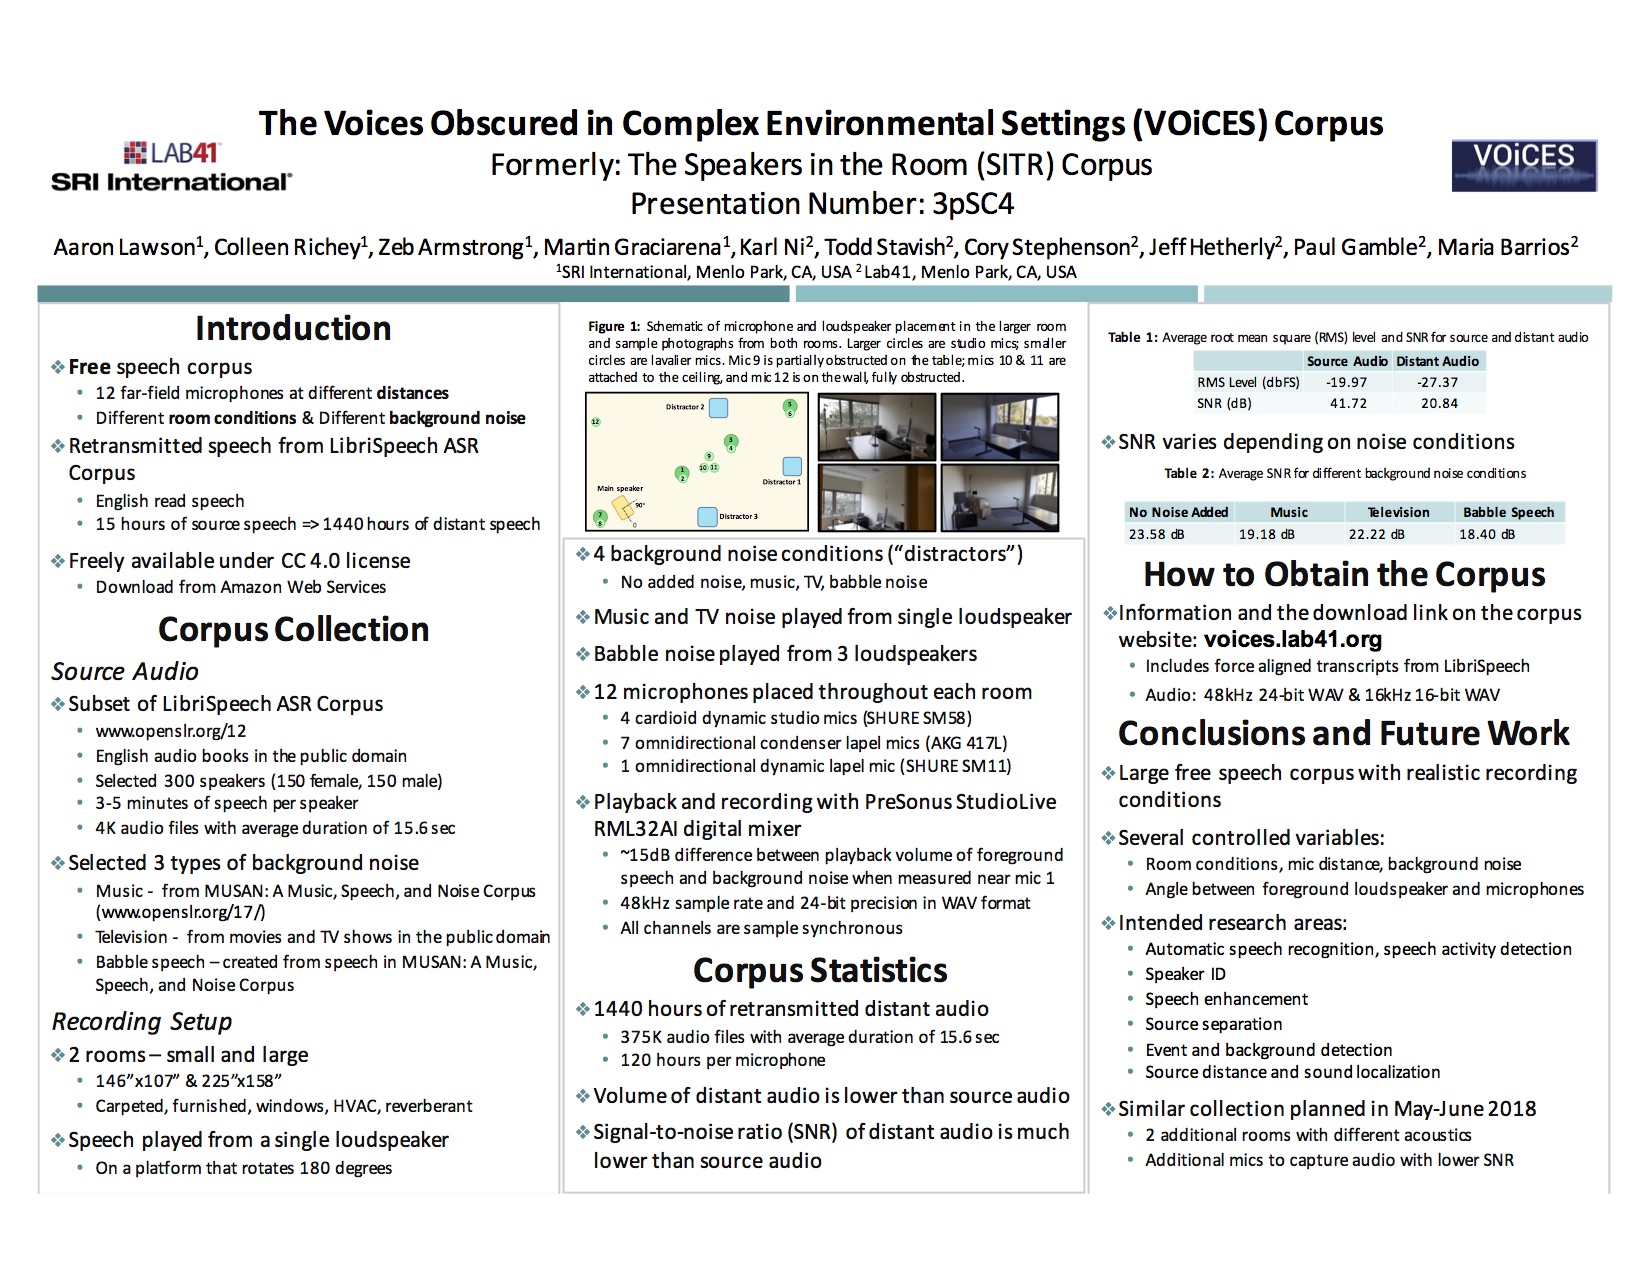 The Voices Obscured in Complex Environmental Settings (VOiCES) Corpus
Formerly: The Speakers in the Room (SITR) Corpus
Presentation Number: 3pSC4
LAB41™
SRI International®
VOiCES
Aaron Lawson1, Colleen Richey1, Zeb Armstrong1, Martin Graciarena1, Karl Ni2, Todd Stavish2, Cory Stephenson2, Jeff Hetherly2, Paul Gamble2, Maria Barrios2
1SRI International, Menlo Park, CA, USA 2 Lab41, Menlo Park, CA, USA
Introduction
❖Free speech corpus
• 12 far-field microphones at different distances
• Different room conditions & Different background noise
❖Retransmitted speech from LibriSpeech ASR
Corpus
• English read speech
• 15 hours of source speech => 1440 hours of distant speech
❖Freely available under CC 4.0 license
• Download from Amazon Web Services
Corpus Collection
Source Audio
❖Subset of LibriSpeech ASR Corpus
• www.openslr.org/12
• English audio books in the public domain
• Selected 300 speakers (150 female, 150 male)
• 3-5 minutes of speech per speaker
• 4K audio files with average duration of 15.6 sec
❖Selected 3 types of background noise
• Music - from MUSAN: A Music, Speech, and Noise Corpus
(www.openslr.org/17/)
• Television - from movies and TV shows in the public domain
• Babble speech – created from speech in MUSAN: A Music,
Speech, and Noise Corpus
Recording Setup
❖2 rooms – small and large
• 146”x107” & 225”x158”
• Carpeted, furnished, windows, HVAC, reverberant
❖Speech played from a single loudspeaker
• On a platform that rotates 180 degrees
Figure 1: Schematic of microphone and loudspeaker placement in the larger room
and sample photographs from both rooms. Larger circles are studio mics; smaller
circles are lavalier mics. Mic 9 is partially obstructed on the table; mics 10 & 11 are
attached to the ceiling, and mic 12 is on the wall, fully obstructed.
Distractor 2
5
6
12
3
4
9
10 11
1
2
Distractor 1
Main speaker
90°
7
8
0
Distractor 3
❖4 background noise conditions (“distractors”)
• No added noise, music, TV, babble noise
❖Music and TV noise played from single loudspeaker
❖Babble noise played from 3 loudspeakers
❖12 microphones placed throughout each room
• 4 cardioid dynamic studio mics (SHURE SM58)
• 7 omnidirectional condenser lapel mics (AKG 417L)
• 1 omnidirectional dynamic lapel mic (SHURE SM11)
❖Playback and recording with PreSonus StudioLive
RML32AI digital mixer
• ~15dB difference between playback volume of foreground
speech and background noise when measured near mic 1
• 48kHz sample rate and 24-bit precision in WAV format
• All channels are sample synchronous
Corpus Statistics
❖1440 hours of retransmitted distant audio
• 375K audio files with average duration of 15.6 sec
• 120 hours per microphone
❖Volume of distant audio is lower than source audio
❖Signal-to-noise ratio (SNR) of distant audio is much
lower than source audio
Table 1: Average root mean square (RMS) level and SNR for source and distant audio
Source Audio Distant Audio
RMS Level (dbFS) -19.97 -27.37
SNR (dB) 41.72 20.84
❖SNR varies depending on noise conditions
Table 2: Average SNR for different background noise conditions
No Noise Added Music Television Babble Speech
23.58 dB 19.18 dB 22.22 dB 18.40 dB
How to Obtain the Corpus
❖Information and the download link on the corpus
website: voices.lab41.org
• Includes force aligned transcripts from LibriSpeech
• Audio: 48kHz 24-bit WAV & 16kHz 16-bit WAV
Conclusions and Future Work
❖Large free speech corpus with realistic recording
conditions
❖Several controlled variables:
• Room conditions, mic distance, background noise
• Angle between foreground loudspeaker and microphones
❖Intended research areas:
• Automatic speech recognition, speech activity detection
• Speaker ID
• Speech enhancement
• Source separation
• Event and background detection
• Source distance and sound localization
❖Similar collection planned in May-June 2018
• 2 additional rooms with different acoustics
• Additional mics to capture audio with lower SNR